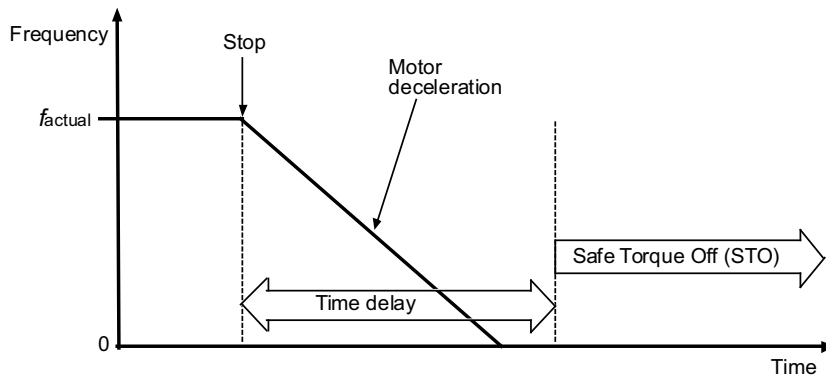 Frequency
Stop
Motor
deceleration
factual
Safe Torque Off (STO)
Time delay
0
Time